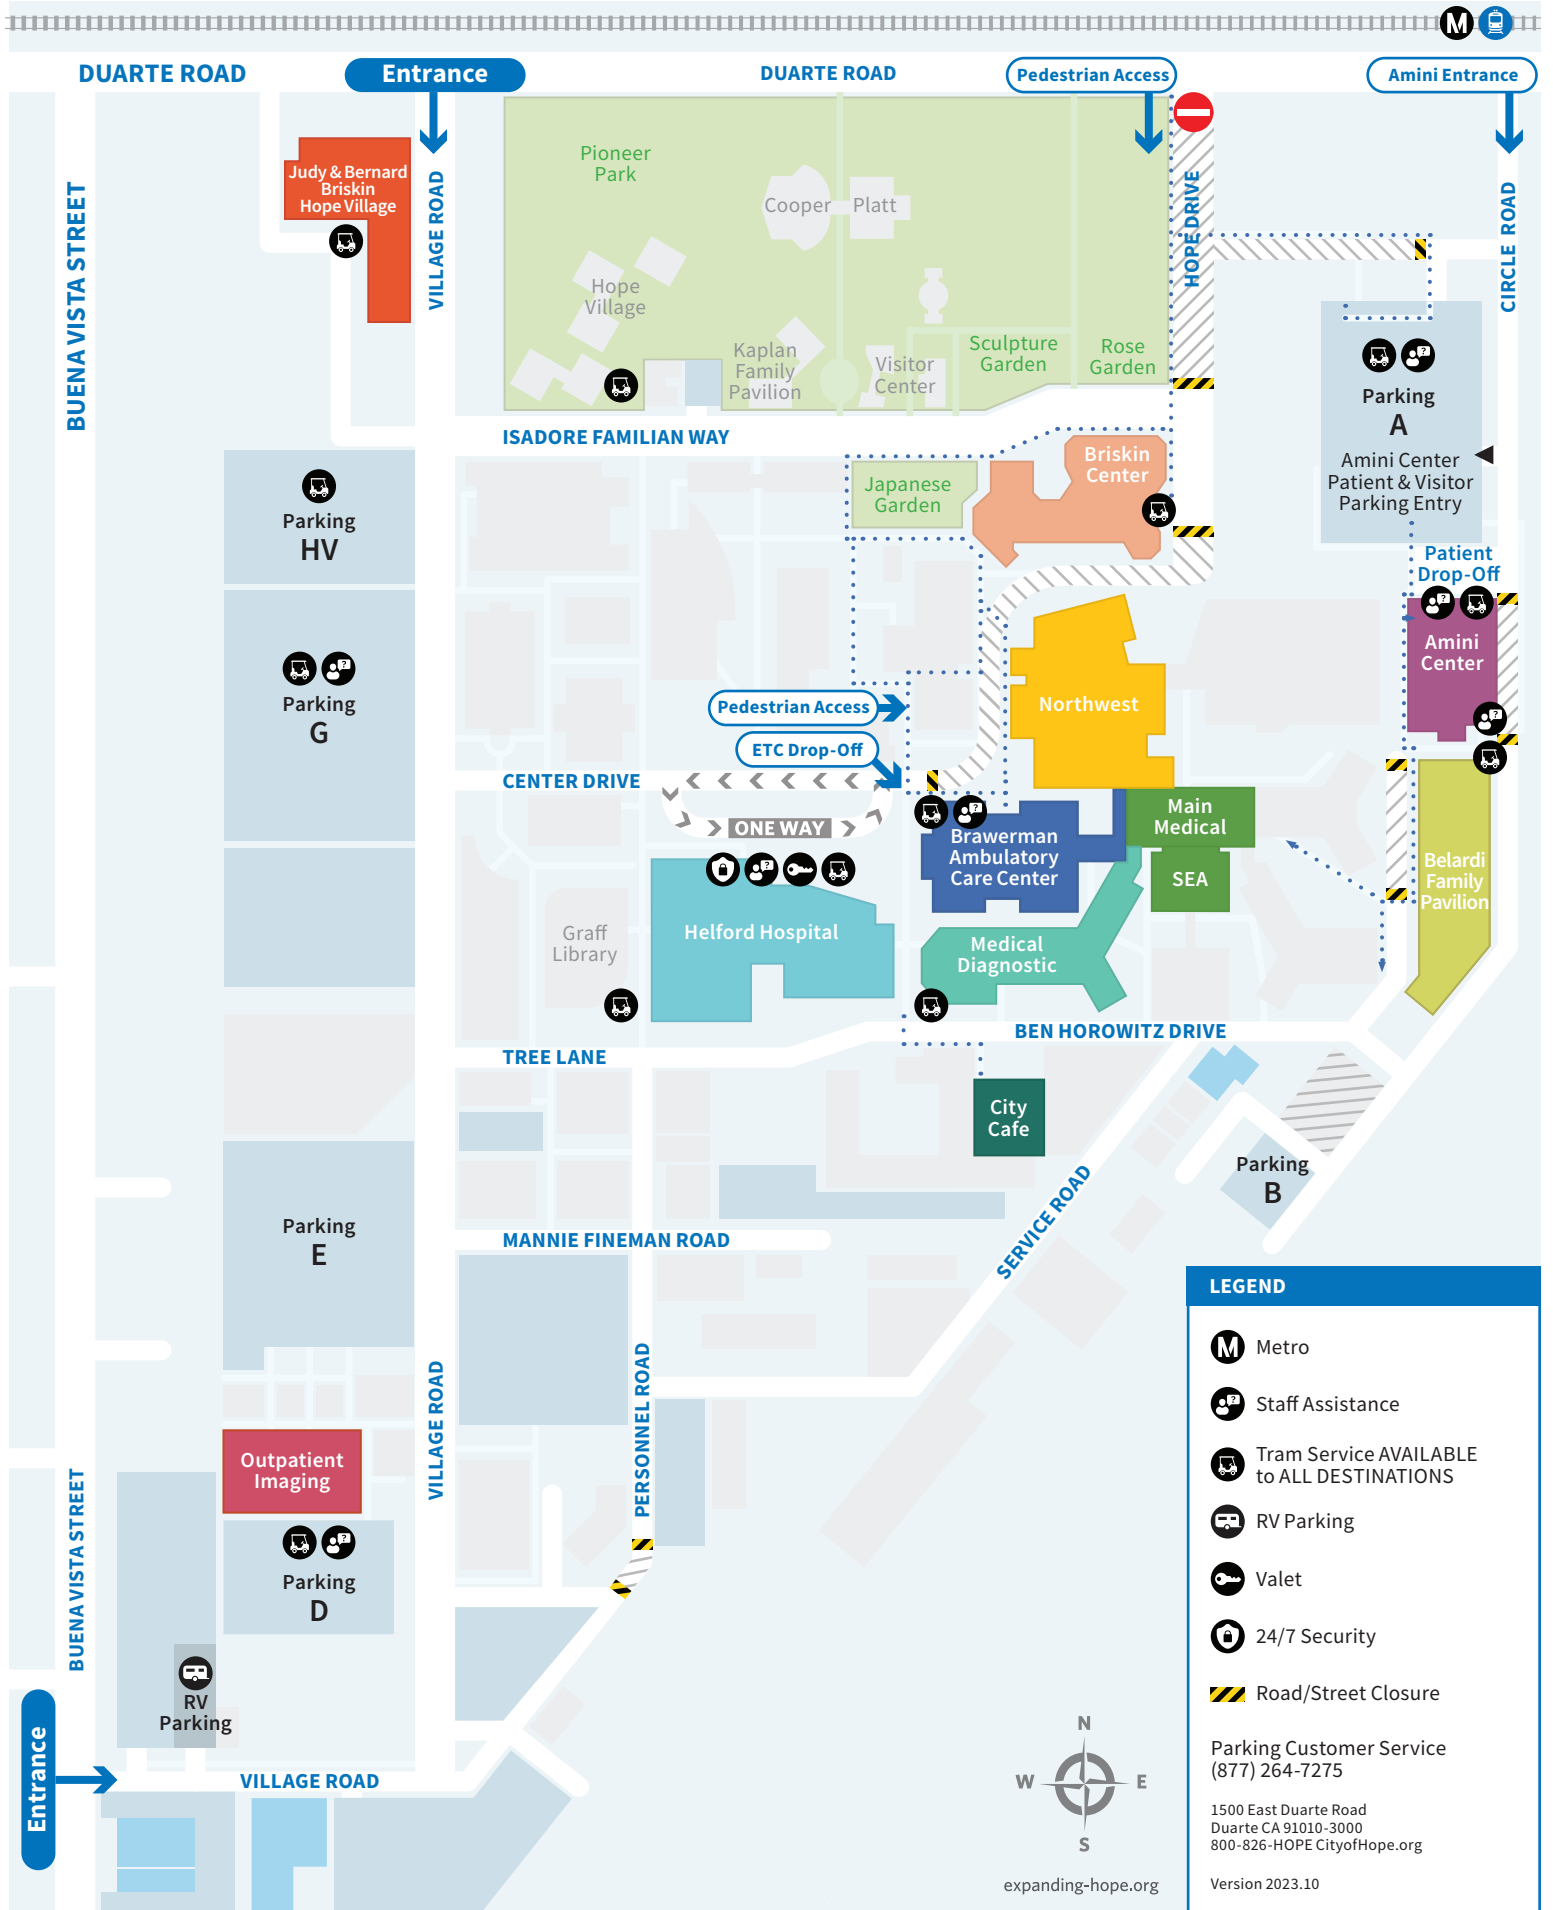 M
DUARTE ROAD
Entrance
DUARTE ROAD
Pedestrian Access
Amini Entrance
Judy & Bernard
Briskin
Hope Village
BUENA VISTA STREET
VILLAGE ROAD
Pioneer
Park
Cooper
Platt
HOPE DRIVE
CIRCLE ROAD
Hope
Village
Kaplan
Family
Pavilion
Visitor
Center
Sculpture
Garden
Rose
Garden
ISADORE FAMILIAN WAY
Parking
A
Amini Center
Patient & Visitor
Parking Entry
Japanese
Garden
Briskin
Center
Parking
HV
Patient
Drop-Off
Amini
Center
Parking
G
Pedestrian Access
ETC Drop-Off
Northwest
CENTER DRIVE
ONE WAY
Main
Medical
Brawerman
Ambulatory
Care Center
SEA
Belardi
Family
Pavilion
Graff
Library
Helford Hospital
Medical
Diagnostic
TREE LANE
BEN HOROWITZ DRIVE
City
Cafe
Parking
B
Parking
E
MANNIE FINEMAN ROAD
SERVICE ROAD
VILLAGE ROAD
PERSONNEL ROAD
Outpatient
Imaging
BUENA VISTA STREET
Parking
D
RV
Parking
Entrance
VILLAGE ROAD
N
W
E
S
expanding-hope.org
LEGEND
M
Metro
Staff Assistance
Tram Service AVAILABLE
to ALL DESTINATIONS
RV Parking
Valet
24/7 Security
Road/Street Closure
Parking Customer Service
(877) 264-7275
1500 East Duarte Road
Duarte CA 91010-3000
800-826-HOPE CityofHope.org
Version 2023.10